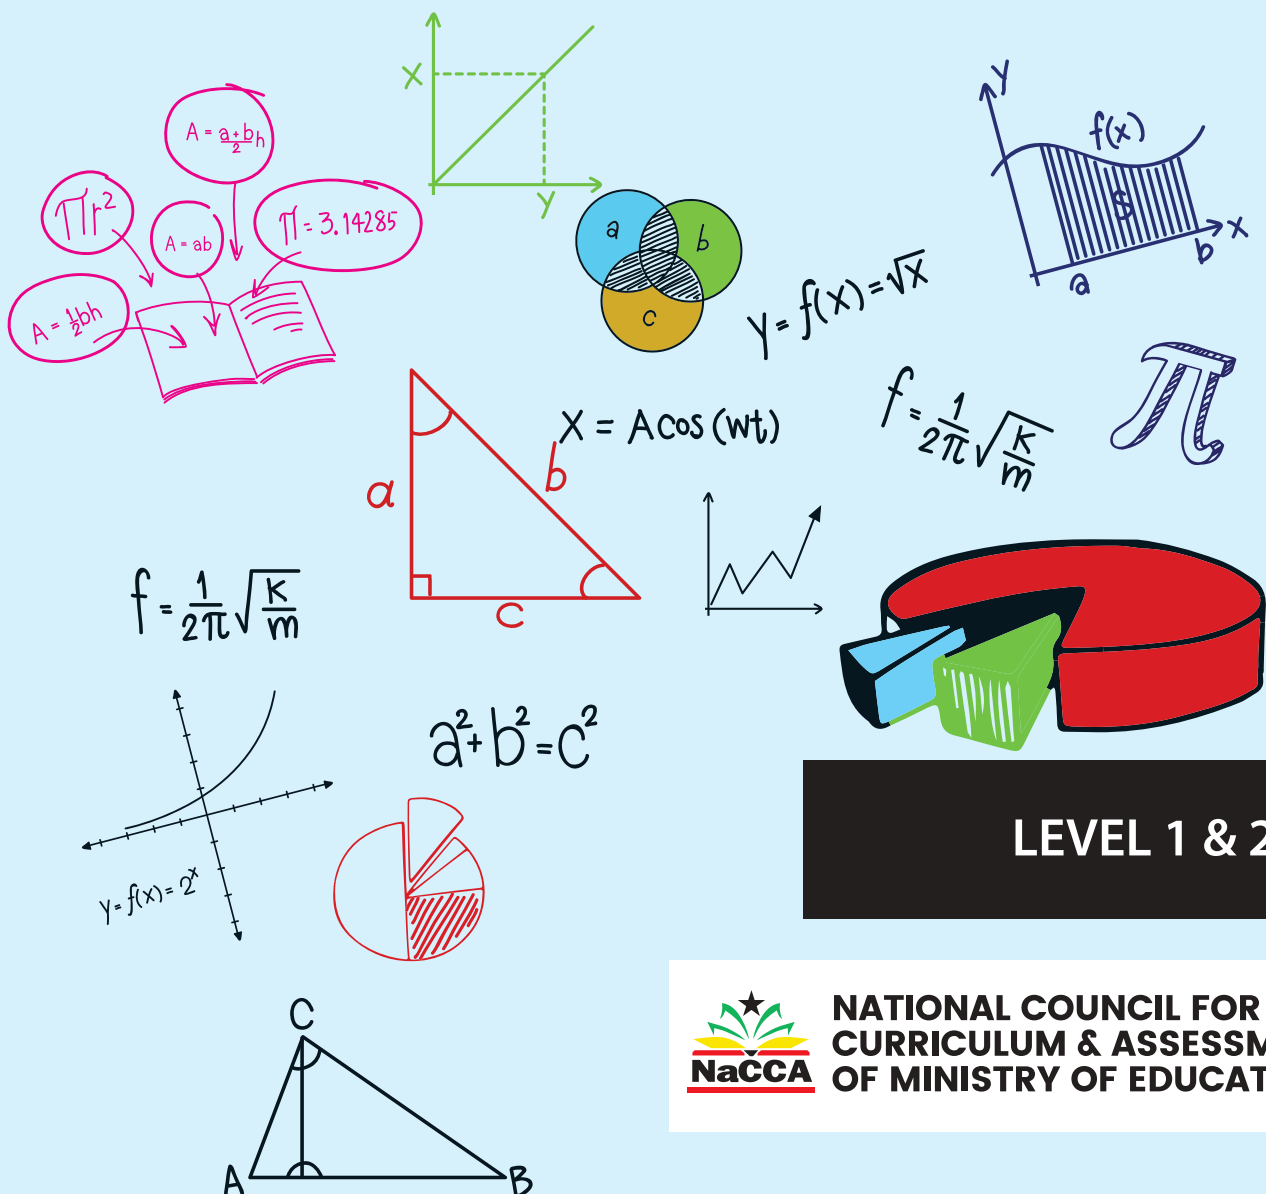 X
Y
A = a+b/2 h
πr²
A = ab
π = 3.14285
A = ½bh
a
b
c
Y = f(x) = √x
Y
f(x)
S
a
b
X
X = Acos (wt)
f = 1/2π √k/m
π
a
b
c
f = 1/2π √k/m
a² + b² = c²
Y = f(x) = 2ˣ
LEVEL 1 & 2
NaCCA
NATIONAL COUNCIL FOR
CURRICULUM & ASSESSM
OF MINISTRY OF EDUCAT
C
A
B